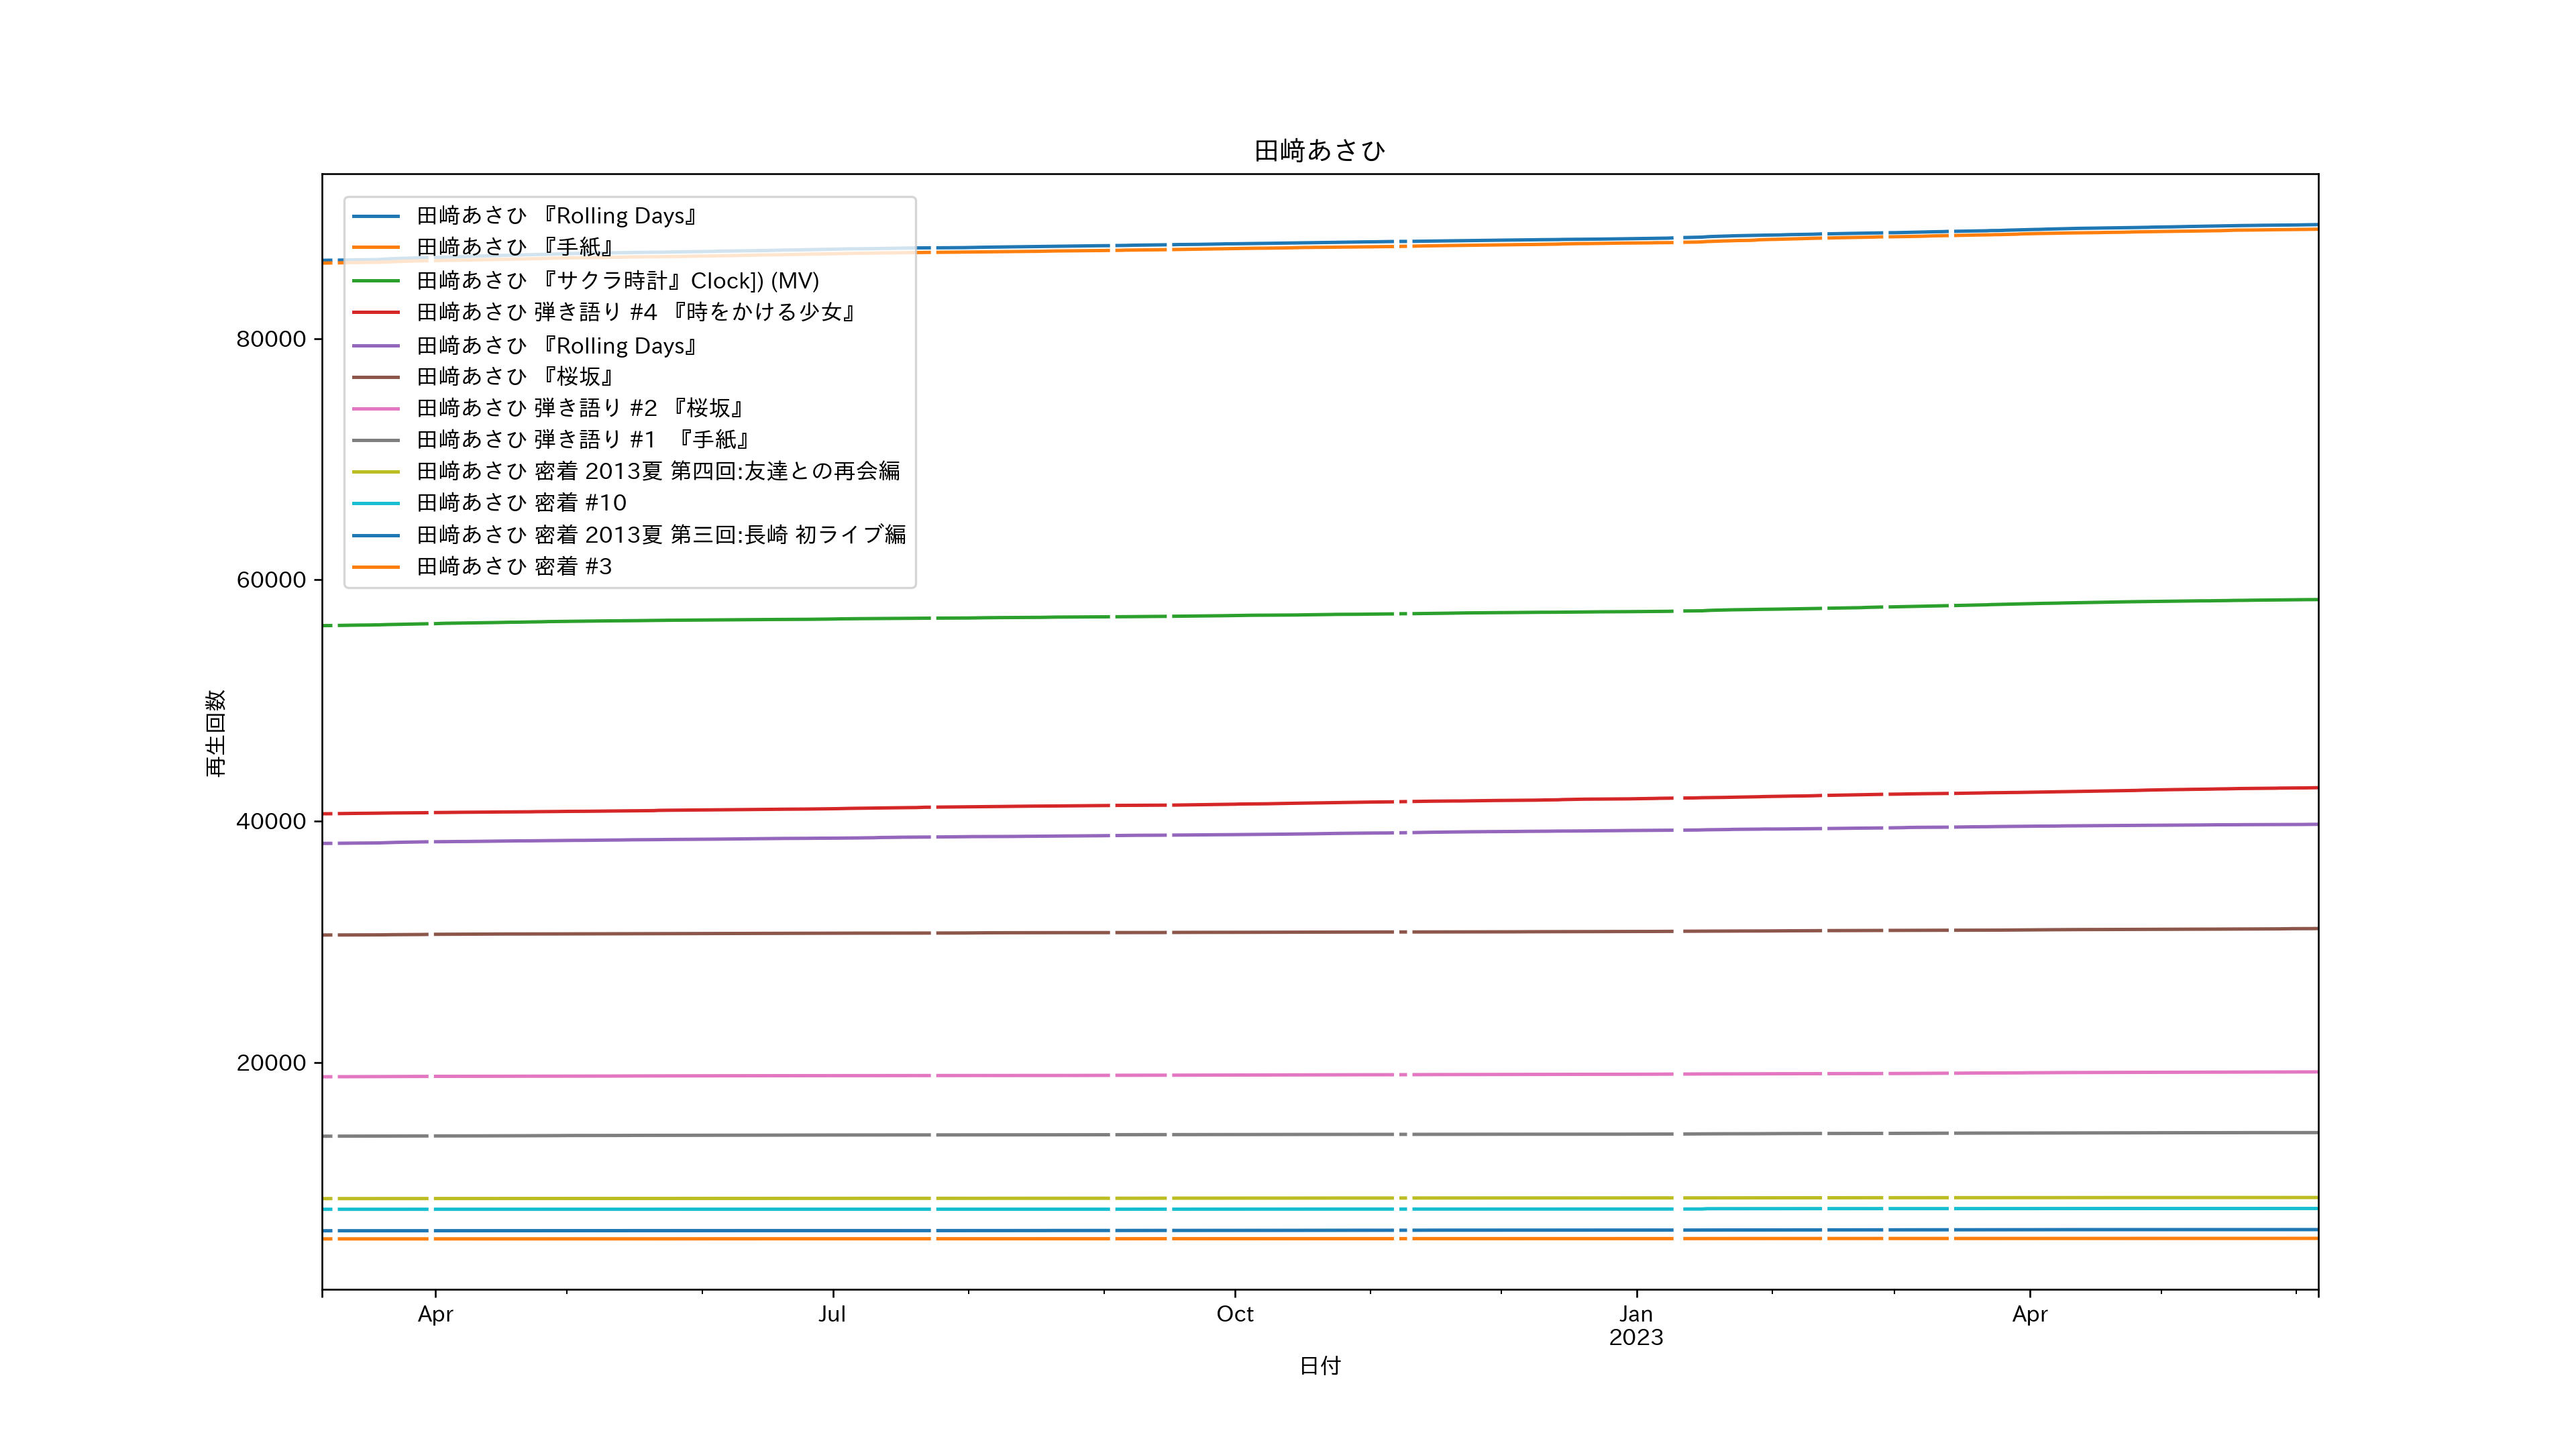 田﨑あさひ
田﨑あさひ 『Rolling Days』
田﨑あさひ 『手紙』
田﨑あさひ 『サクラ時計』Clock]) (MV)
田﨑あさひ 弾き語り #4 『時をかける少女』
田﨑あさひ 『Rolling Days』
田﨑あさひ 『桜坂』
田﨑あさひ 弾き語り #2 『桜坂』
田﨑あさひ 弾き語り #1 『手紙』
田﨑あさひ 密着 2013夏 第四回:友達との再会編
田﨑あさひ 密着 #10
田﨑あさひ 密着 2013夏 第三回:長崎 初ライブ編
田﨑あさひ 密着 #3
80000
60000
40000
20000
再生回数
Apr Jul Oct Jan Apr
2023
日付